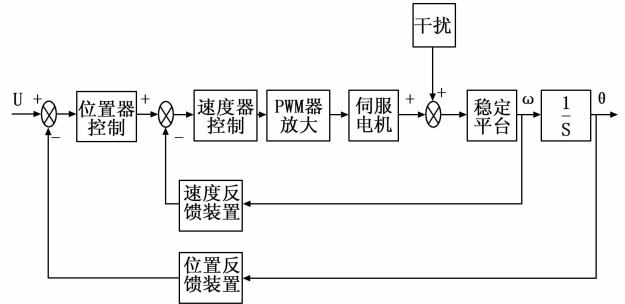 干扰
U
+
位置器
控制
+
速度器
控制
PWM器
放大
伺服
电机
+
+
稳定
平台
ω
1
S
θ
−
−
速度反
馈装置
位置反
馈装置